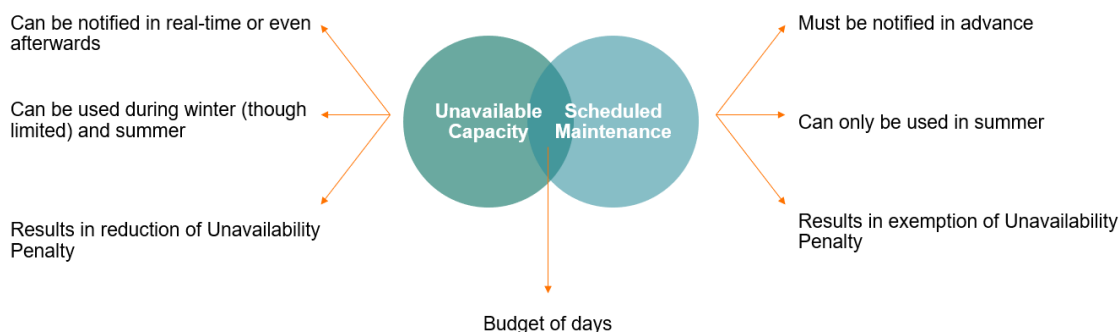 Can be notified in real-time or even
afterwards
Can be used during winter (though
limited) and summer
Results in reduction of Unavailability
Penalty
Unavailable
Capacity
Scheduled
Maintenance
Must be notified in advance
Can only be used in summer
Results in exemption of Unavailability
Penalty
Budget of days